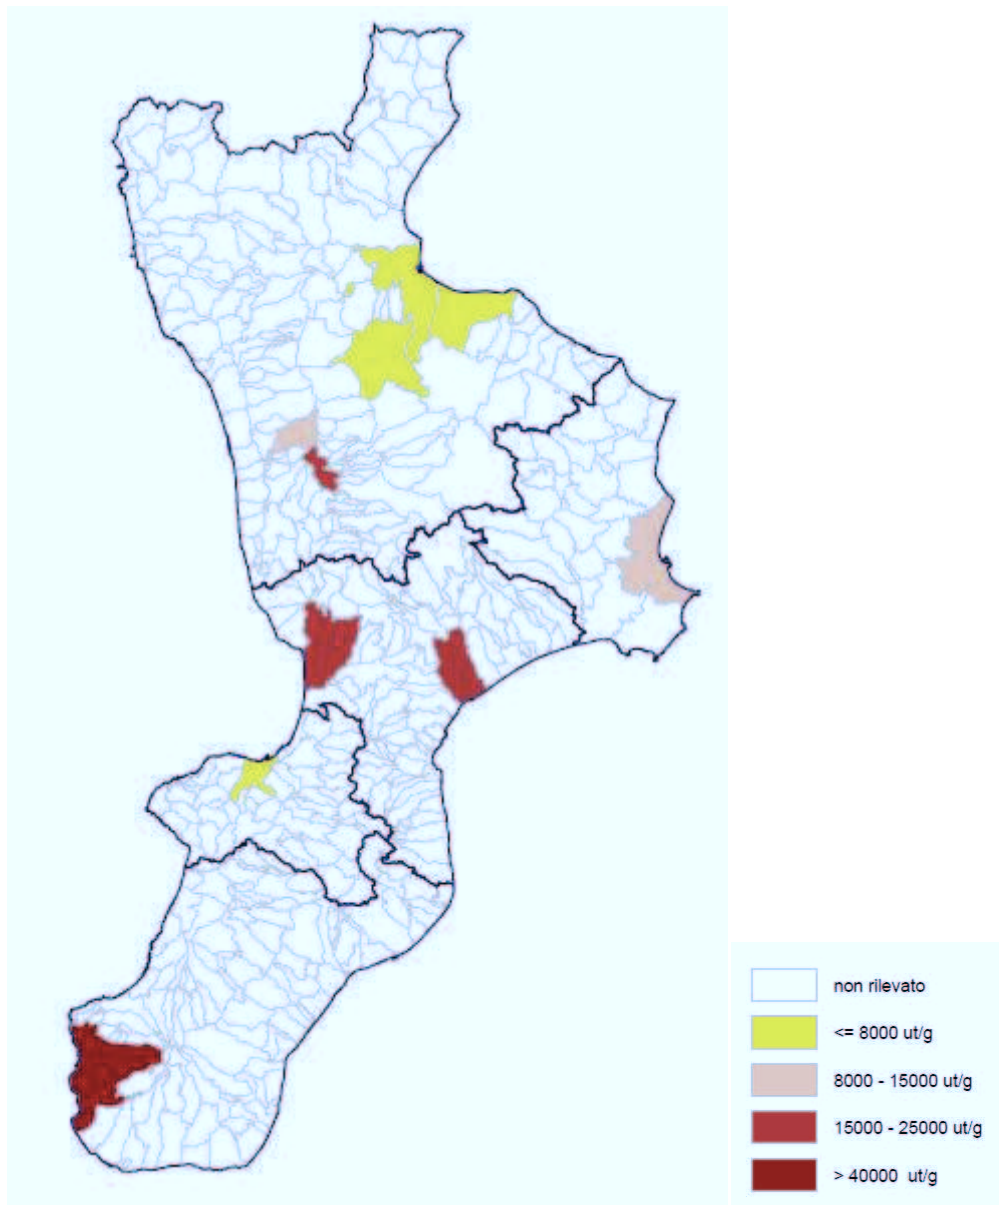 non rilevato
<= 8000 ut/g
8000 - 15000 ut/g
15000 - 25000 ut/g
> 40000 ut/g